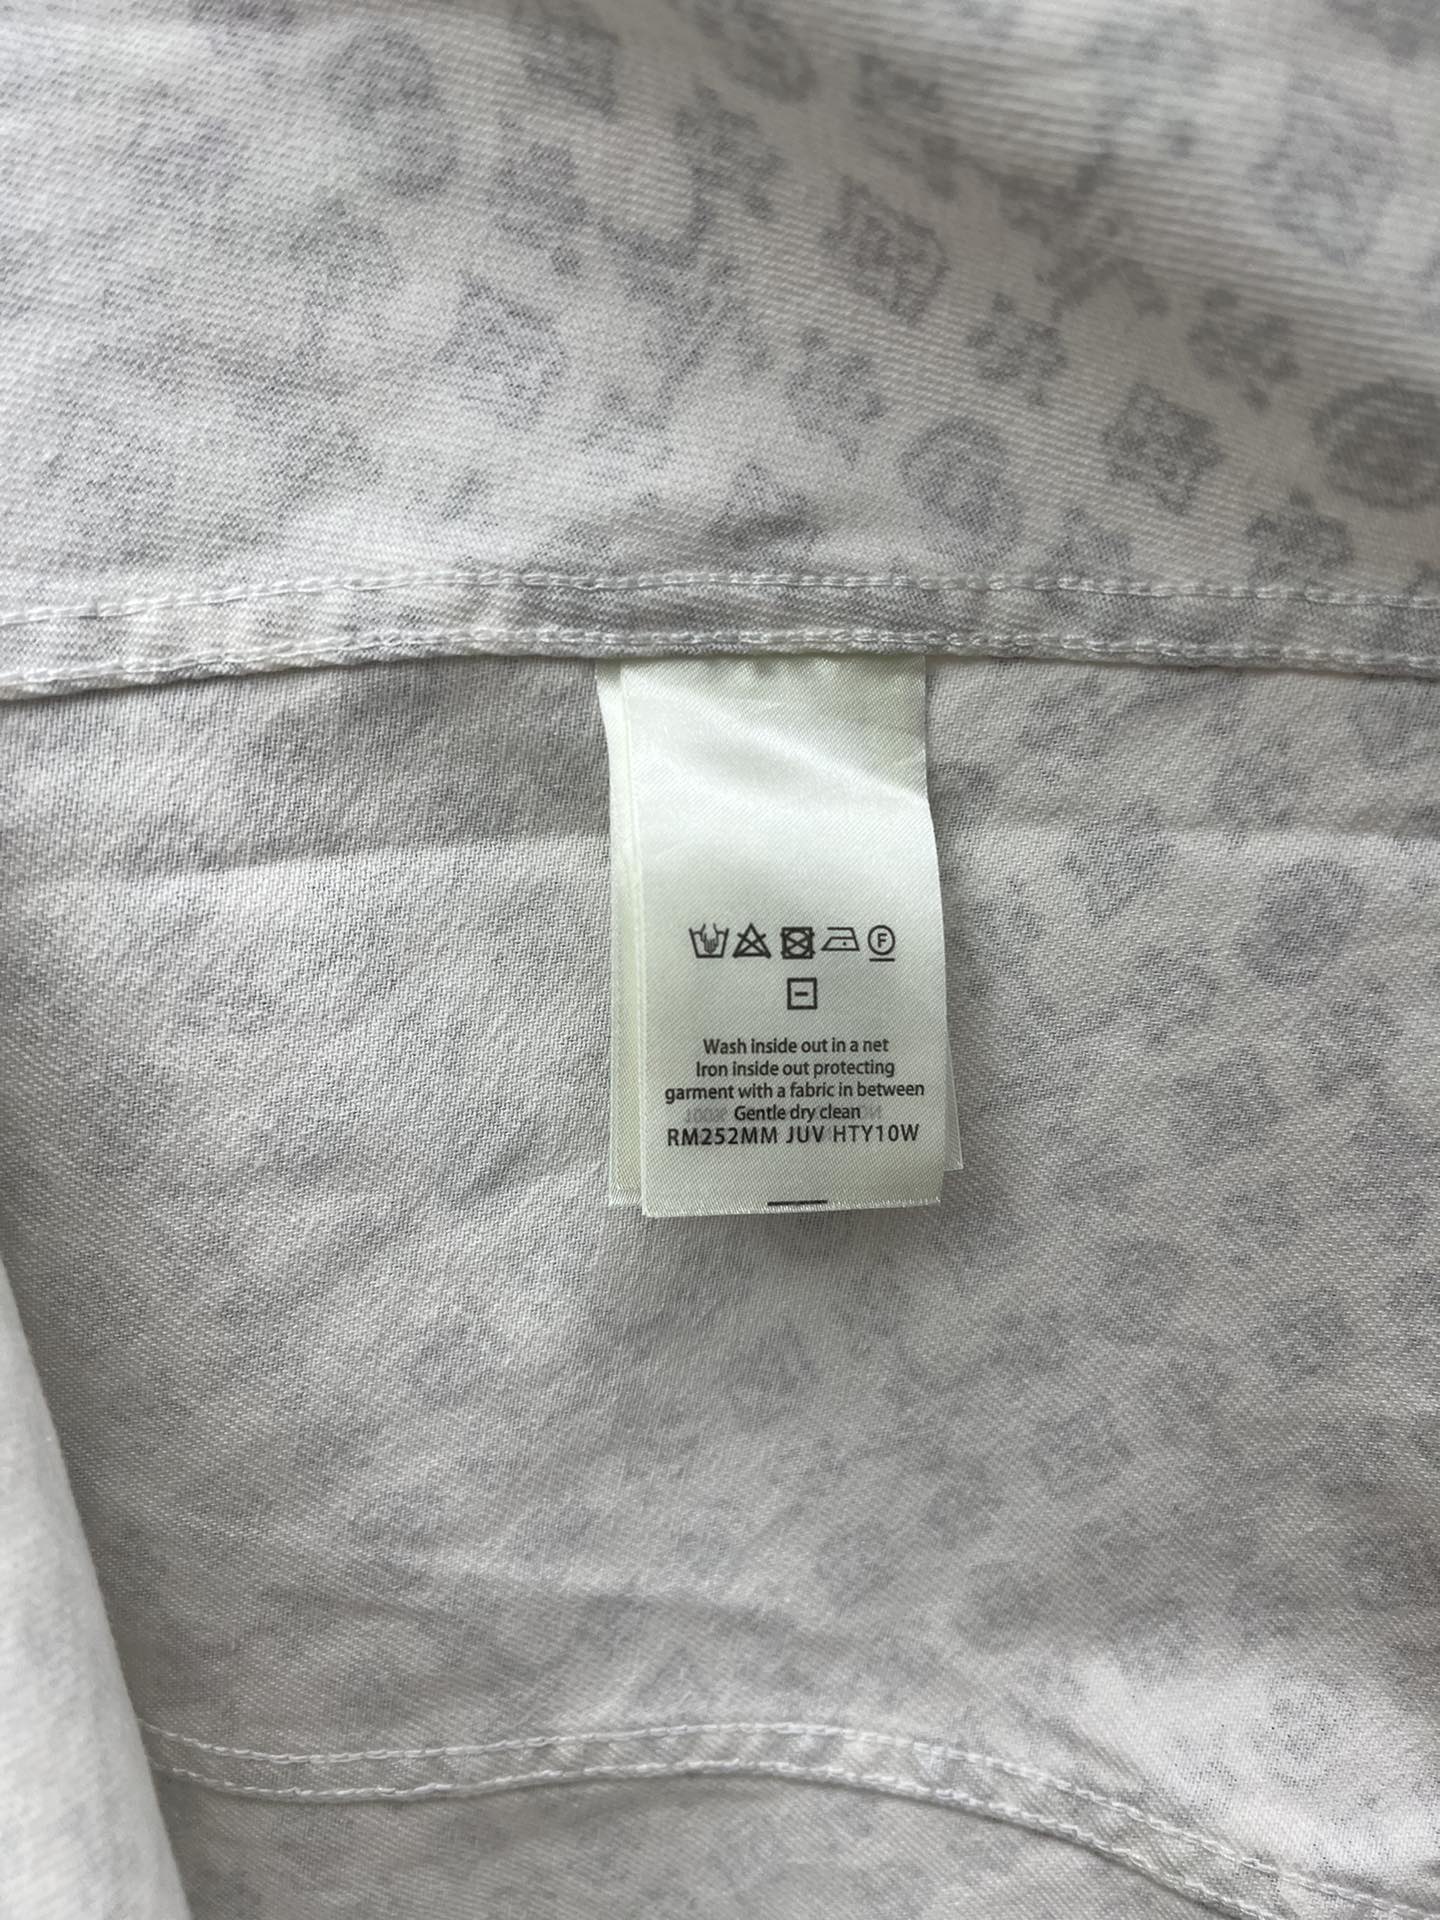 F
Wash inside out in a net
Iron inside out protecting
garment with a fabric in between
Gentle dry clean
RM252MM JUV HTY10W